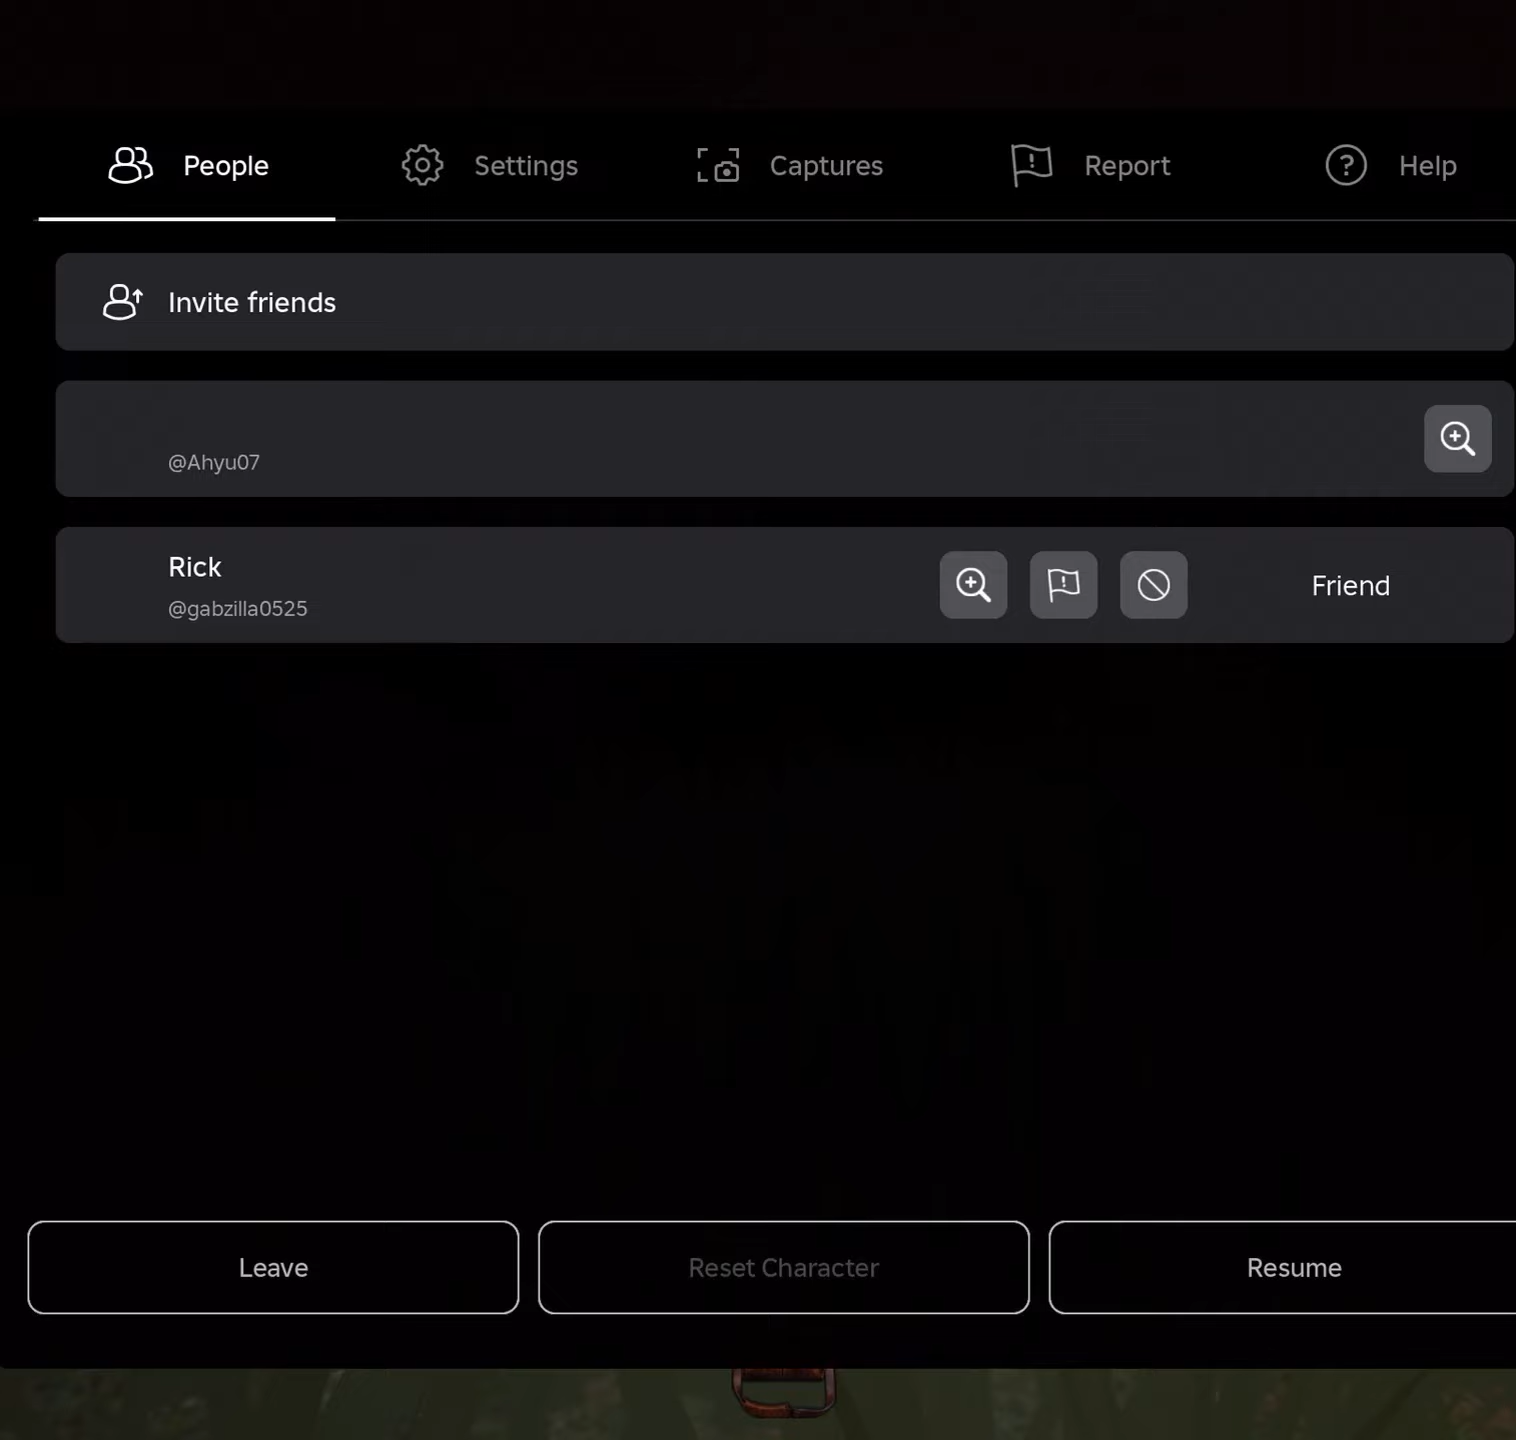 People
Settings
Captures
Report
Help
Invite friends
@Ahyu07
Rick
@gabzilla0525
Friend
Leave
Reset Character
Resume